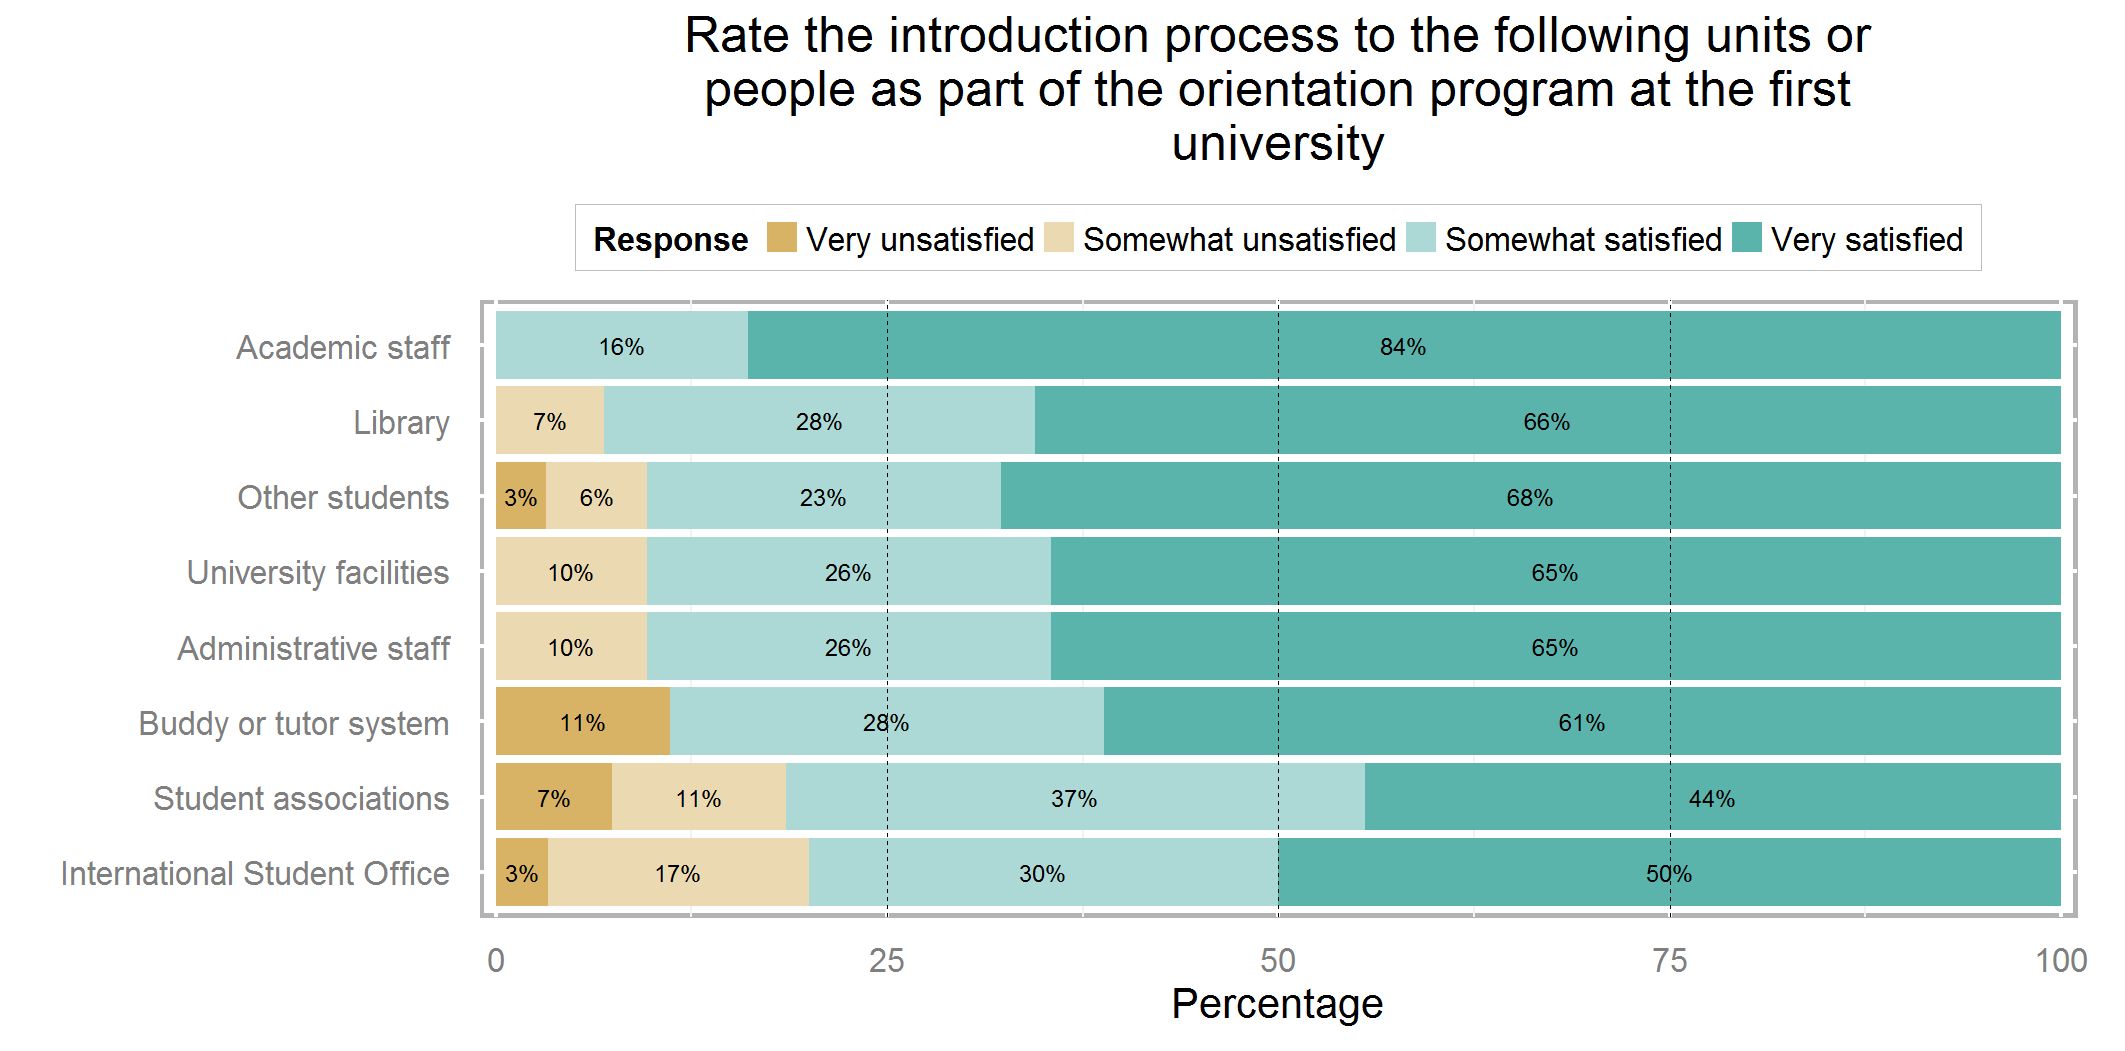 Rate the introduction process to the following units or
people as part of the orientation program at the first
university
Response Very unsatisfied Somewhat unsatisfied Somewhat satisfied Very satisfied
Academic staff 16% 84%
Library 7% 28% 66%
Other students 3% 6% 23% 68%
University facilities 10% 26% 65%
Administrative staff 10% 26% 65%
Buddy or tutor system 11% 28% 61%
Student associations 7% 11% 37% 44%
International Student Office 3% 17% 30% 50%
0 25 50 75 100
Percentage